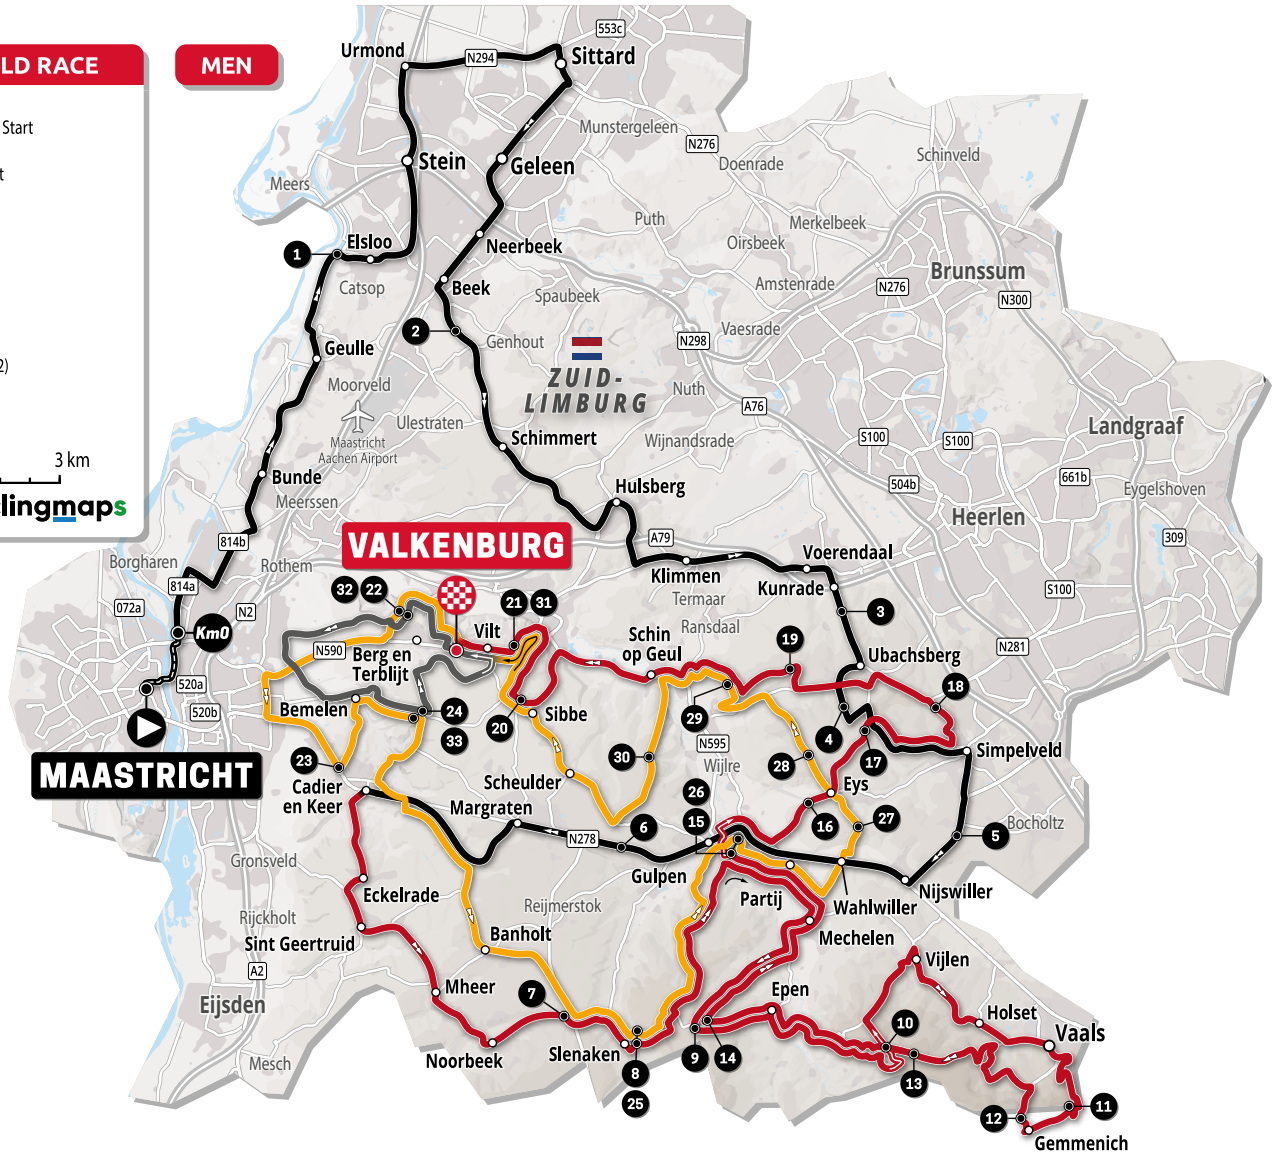 LD RACE
MEN
Start
t
2)
3 km
lingmaps
553c
Urmond
N294
Sittard
Munstergeleen
N276
Doenrade
Schinveld
Stein
Geleen
Meers
Puth
Merkelbeek
Oirsbeek
1
Elsloo
Neerbeek
Brunssum
Catsop
Beek
Spaubeek
Amstenrade
N276
N300
2
Genhout
N298
Vaesrade
Geulle
ZUID-
LIMBURG
Moorveld
Nuth
A76
Ulestraten
Maastricht
Aachen Airport
Schimmert
Wijnandsrade
S100
S100
Landgraaf
661b
504b
Eygelshoven
Bunde
Meerssen
Hulsberg
Heerlen
814b
309
VALKENBURG
A79
Voerendaal
Borgharen
Rothem
Klimmen
Kunrade
814a
072a
N2
32
22
21
31
Termaar
3
S100
Km0
Vilt
Ransdaal
N281
N590
Berg en
Terblijt
Schin
op Geul
19
Ubachsberg
520a
520b
Bemelen
24
33
20
Sibbe
29
18
4
17
Simpelveld
MAASTRICHT
23
Cadier
en Keer
Scheulder
30
N595
Wijlre
28
Eys
Margraten
26
15
16
27
N278
6
5
Bocholtz
Gronsveld
Gulpen
Partij
Nijswiller
Eckelrade
Wahlwiller
Rijckholt
Reijmerstok
Sint Geertruid
Banholt
Mechelen
A2
Vijlen
Eijsden
Mheer
7
Epen
Holset
10
Vaals
Mesch
Noorbeek
Slenaken
8
25
9
14
13
12
11
Gemmenich